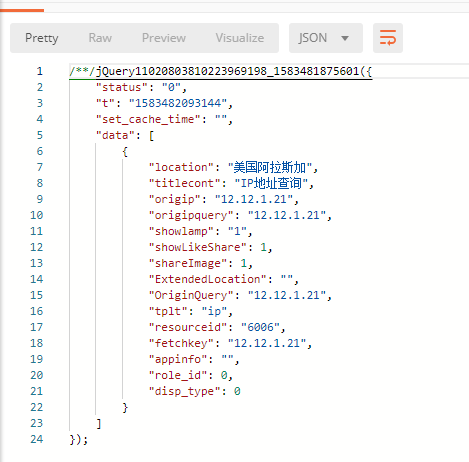 Pretty Raw Preview Visualize JSON
1 /**/jQuery11020803810223969198_1583481875601({
2 "status": "0",
3 "t": "1583482093144",
4 "set_cache_time": "",
5 "data": [
6 {
7 "location": "美国阿拉斯加",
8 "titlecont": "IP地址查询",
9 "origip": "12.12.1.21",
10 "origipquery": "12.12.1.21",
11 "showlamp": "1",
12 "showLikeShare": 1,
13 "shareImage": 1,
14 "ExtendedLocation": "",
15 "OriginQuery": "12.12.1.21",
16 "tplt": "ip",
17 "resourceid": "6006",
18 "fetchkey": "12.12.1.21",
19 "appinfo": "",
20 "role_id": 0,
21 "disp_type": 0
22 }
23 ]
24 });